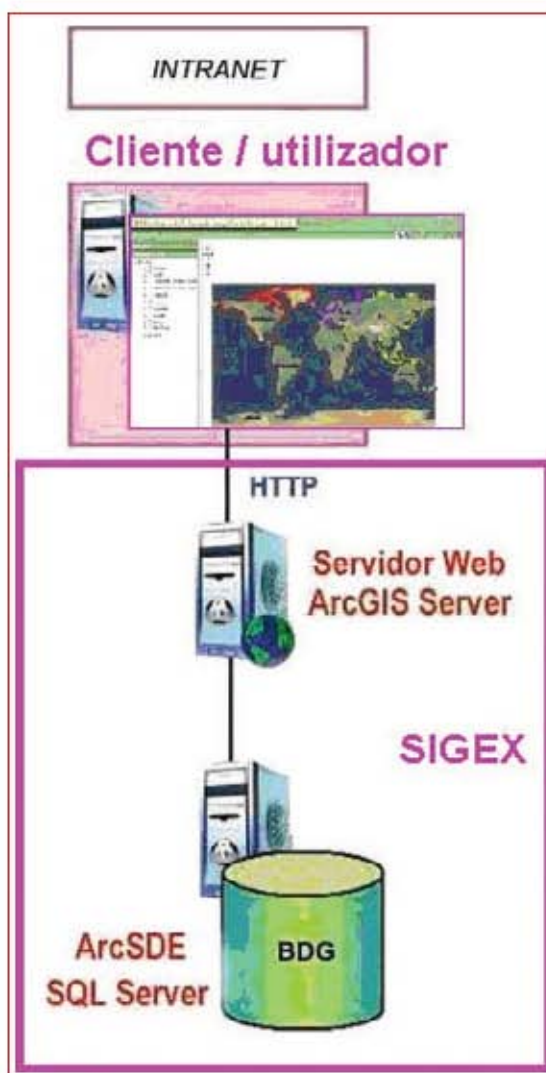 INTRANET
Cliente / utilizador
HTTP
Servidor Web
ArcGIS Server
SIGEX
BDG
ArcSDE
SQL Server